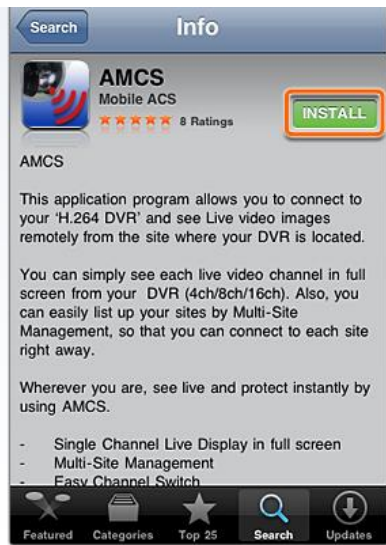 Search
Info
AMCS
Mobile ACS
8 Ratings
INSTALL
AMCS
This application program allows you to connect to
your ‘H.264 DVR’ and see Live video images
remotely from the site where your DVR is located.
You can simply see each live video channel in full
screen from your DVR (4ch/8ch/16ch). Also, you
can easily list up your sites by Multi-Site
Management, so that you can connect to each site
right away.
Wherever you are, see live and protect instantly by
using AMCS.
- Single Channel Live Display in full screen
- Multi-Site Management
- Easy Channel Switch
Featured Categories Top 25 Search Updates